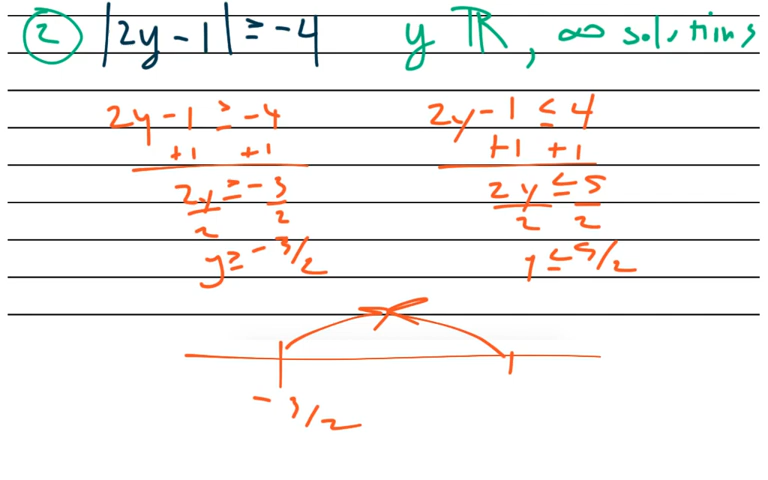 ② |2y - 1| ≥ -4 y ℝ, ∞ solutions
2y - 1 ≥ -4 2y - 1 ≤ 4
+1 +1 +1 +1
2y ≥ -3 2y ≤ 5
2 2 2 2
y ≥ -3/2 y ≤ 5/2
-3/2